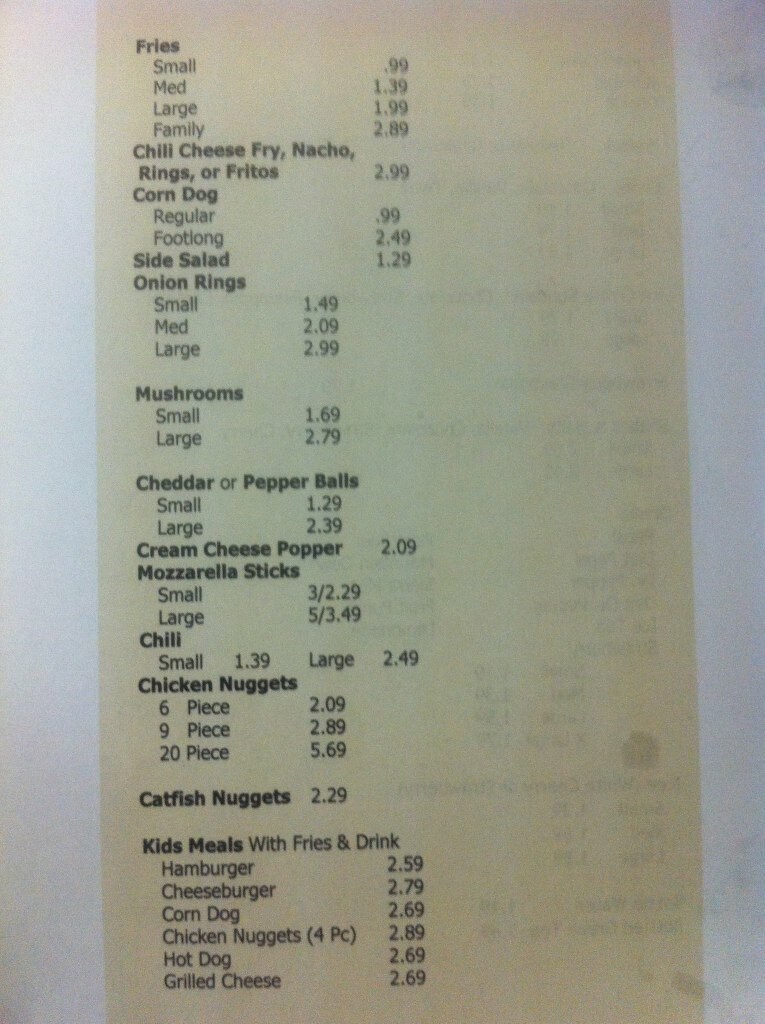 Fries
Small .99
Med 1.39
Large 1.99
Family 2.89
Chili Cheese Fry, Nacho,
Rings, or Fritos 2.99
Corn Dog
Regular .99
Footlong 2.49
Side Salad 1.29
Onion Rings
Small 1.49
Med 2.09
Large 2.99
Mushrooms
Small 1.69
Large 2.79
Cheddar or Pepper Balls
Small 1.29
Large 2.39
Cream Cheese Popper 2.09
Mozzarella Sticks
Small 3/2.29
Large 5/3.49
Chili
Small 1.39 Large 2.49
Chicken Nuggets
6 Piece 2.09
9 Piece 2.89
20 Piece 5.69
Catfish Nuggets 2.29
Kids Meals With Fries & Drink
Hamburger 2.59
Cheeseburger 2.79
Corn Dog 2.69
Chicken Nuggets (4 Pc) 2.89
Hot Dog 2.69
Grilled Cheese 2.69